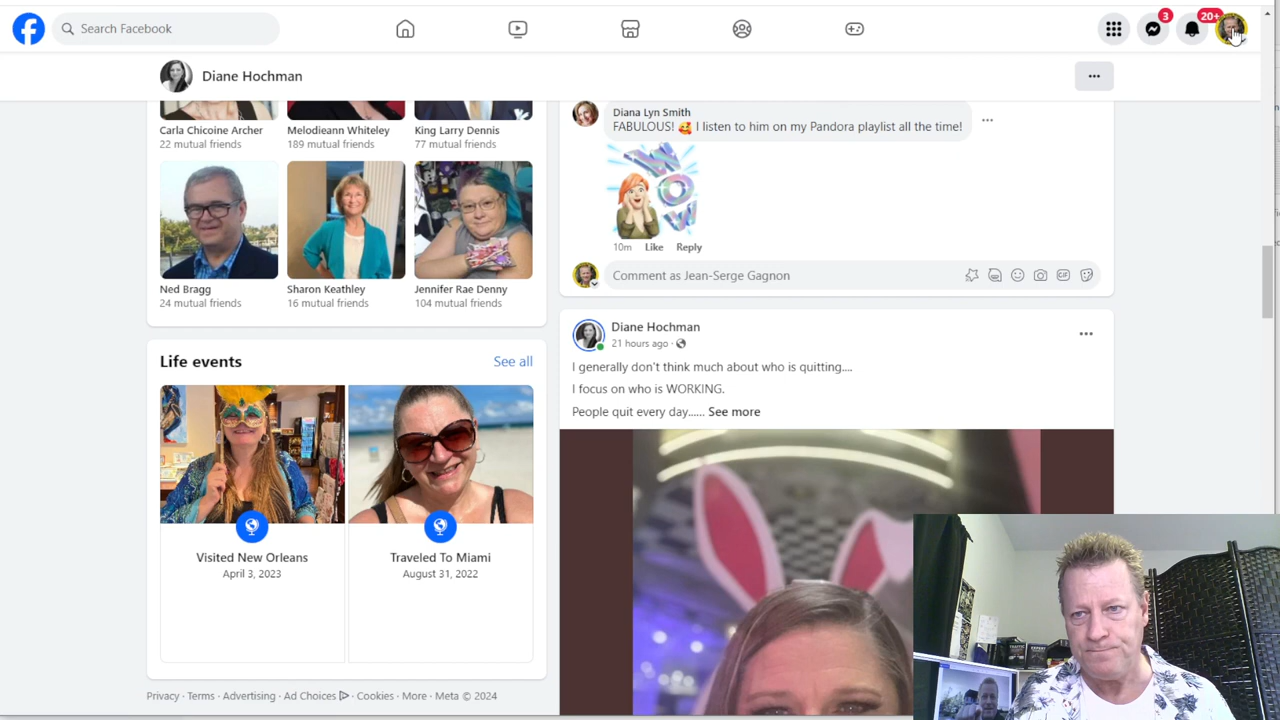 Search Facebook
3
20+
Diane Hochman
Carla Chicoine Archer
22 mutual friends
Melodieann Whiteley
189 mutual friends
King Larry Dennis
77 mutual friends
Ned Bragg
24 mutual friends
Sharon Keathley
16 mutual friends
Jennifer Rae Denny
104 mutual friends
Life events
See all
Visited New Orleans
April 3, 2023
Traveled To Miami
August 31, 2022
Privacy · Terms · Advertising · Ad Choices · Cookies · More · Meta © 2024
Diana Lyn Smith
FABULOUS! 🥰 I listen to him on my Pandora playlist all the time!
WOW
10m Like Reply
Comment as Jean-Serge Gagnon
GIF
Diane Hochman
21 hours ago ·
I generally don't think much about who is quitting....
I focus on who is WORKING.
People quit every day...... See more